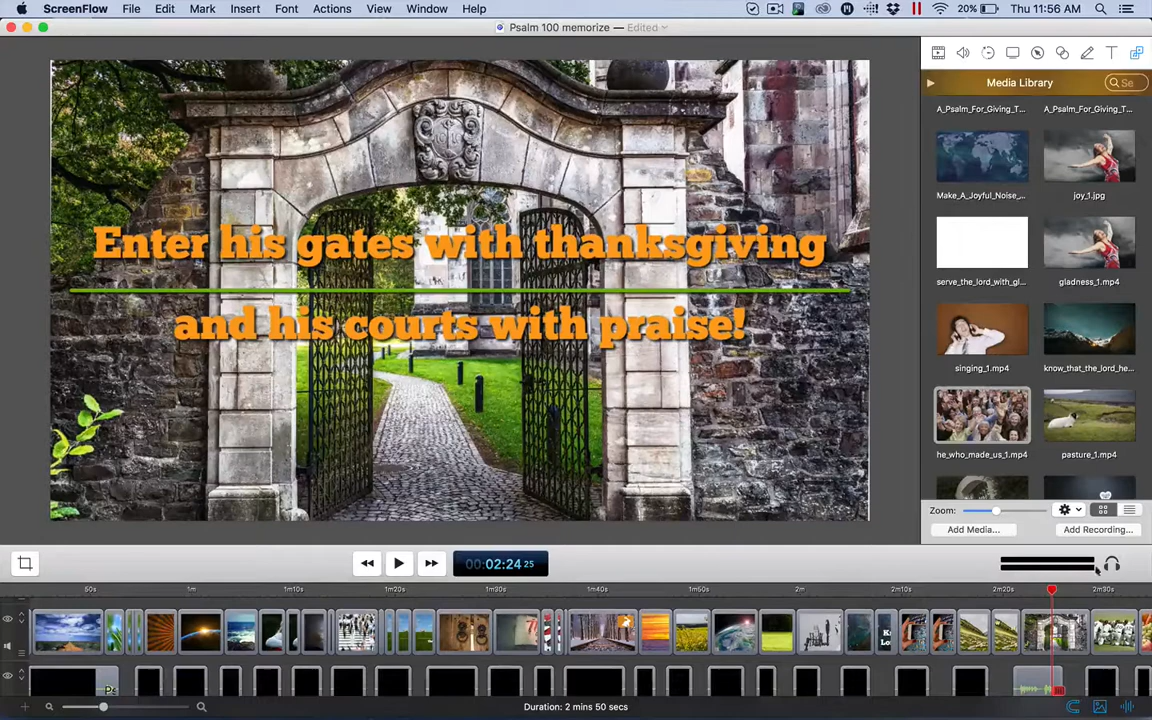 ScreenFlow File Edit Mark Insert Font Actions View Window Help 20% Thu 11:56 AM
Psalm 100 memorize — Edited
Media Library Se
A_Psalm_For_Giving_T... A_Psalm_For_Giving_T...
Make_A_Joyful_Noise_... joy_1.jpg
serve_the_lord_with_gl... gladness_1.mp4
singing_1.mp4 know_that_the_lord_he...
he_who_made_us_1.mp4 pasture_1.mp4
Enter his gates with thanksgiving
and his courts with praise!
Zoom:
Add Media... Add Recording...
00:02:24 25
50s 1m 1m10s 1m20s 1m30s 1m40s 1m50s 2m 2m10s 2m20s 2m30s
Duration: 2 mins 50 secs